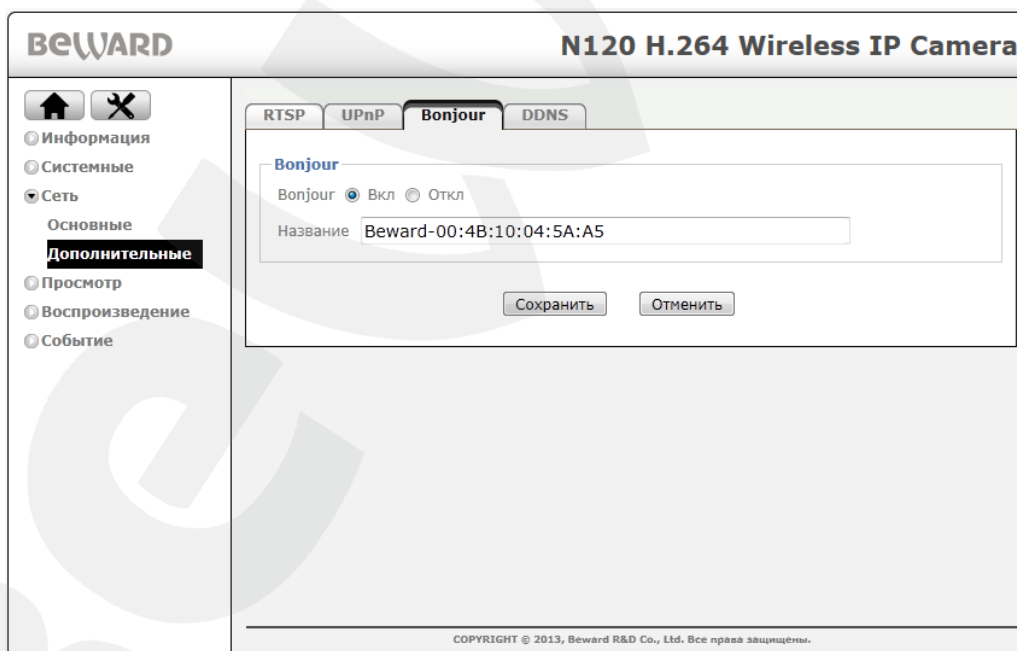 BEWARD
N120 H.264 Wireless IP Camera
Информация
Системные
Сеть
Основные
Дополнительные
Просмотр
Воспроизведение
Событие
RTSP UPnP Bonjour DDNS
Bonjour
Bonjour Вкл Откл
Название Beward-00:4B:10:04:5A:A5
Сохранить Отменить
COPYRIGHT © 2013, Beward R&D Co., Ltd. Все права защищены.